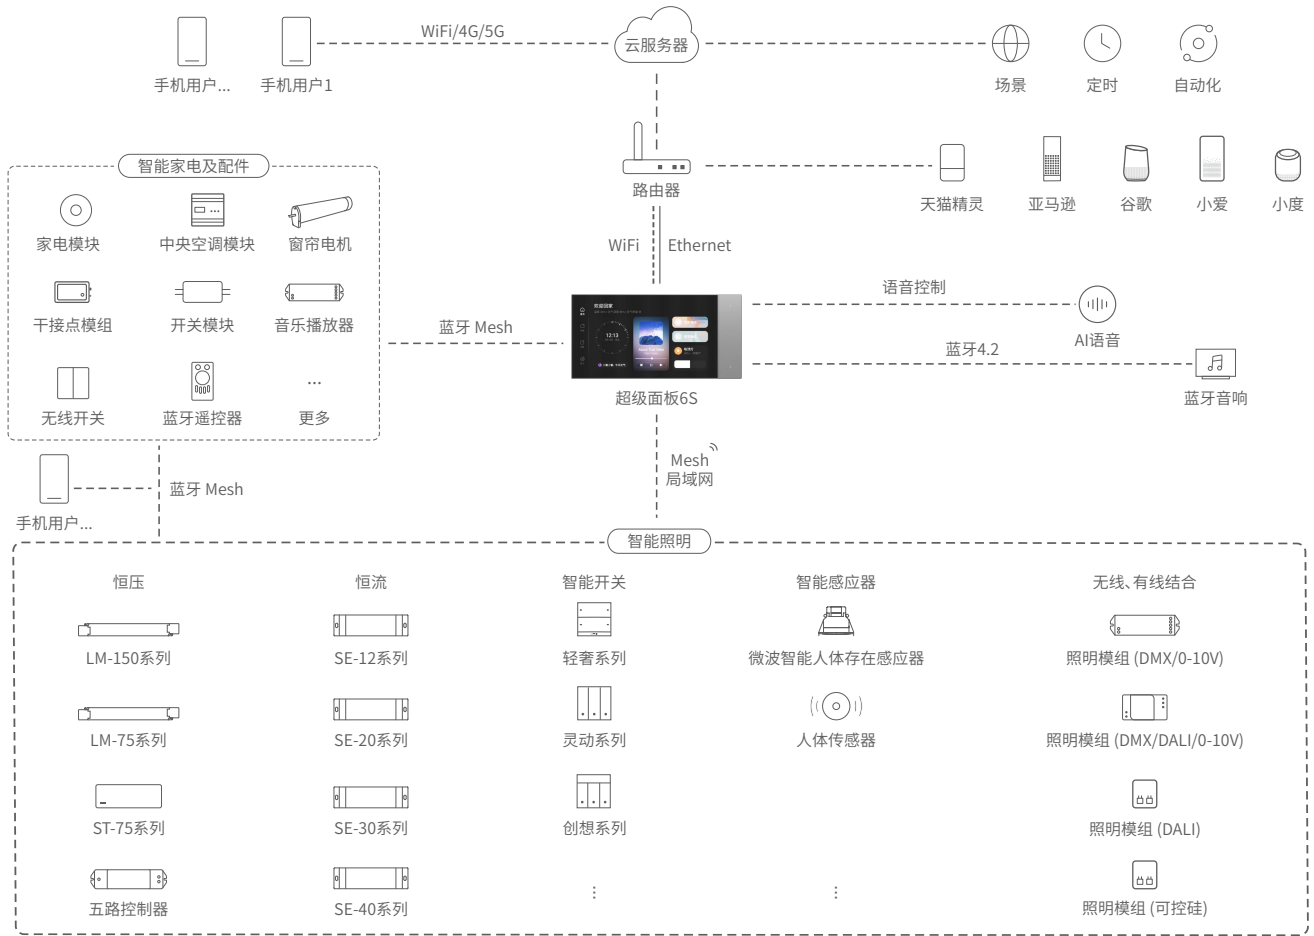 WiFi/4G/5G
云服务器
手机用户...
手机用户1
场景
定时
自动化
智能家电及配件
路由器
天猫精灵
亚马逊
谷歌
小爱
小度
家电模块
中央空调模块
窗帘电机
WiFi
Ethernet
语音控制
12:13
干接点模组
开关模块
音乐播放器
蓝牙 Mesh
AI语音
蓝牙4.2
无线开关
蓝牙遥控器
...
更多
超级面板6S
蓝牙音响
Mesh
局域网
蓝牙 Mesh
手机用户...
智能照明
恒压
恒流
智能开关
智能感应器
无线、有线结合
LM-150系列
SE-12系列
轻奢系列
微波智能人体存在感应器
照明模组 (DMX/0-10V)
LM-75系列
SE-20系列
灵动系列
人体传感器
照明模组 (DMX/DALI/0-10V)
ST-75系列
SE-30系列
创想系列
照明模组 (DALI)
五路控制器
SE-40系列
照明模组 (可控硅)